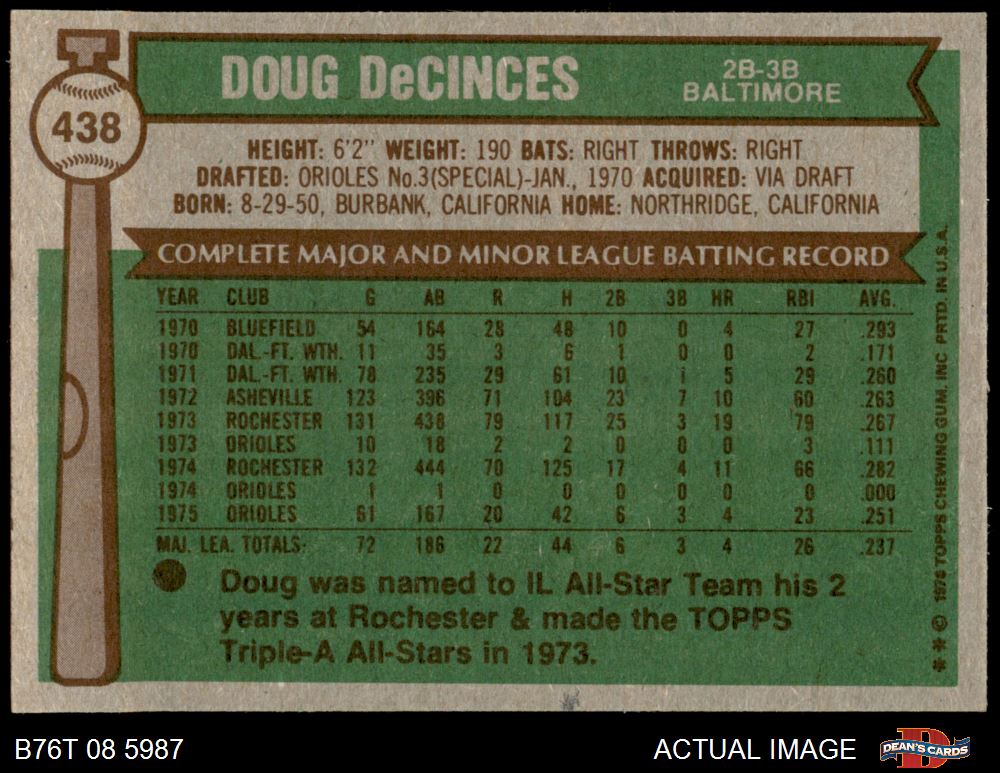 438
DOUG DeCINCES
2B-3B
BALTIMORE
HEIGHT: 6'2" WEIGHT: 190 BATS: RIGHT THROWS: RIGHT
DRAFTED: ORIOLES No.3(SPECIAL)-JAN., 1970 ACQUIRED: VIA DRAFT
BORN: 8-29-50, BURBANK, CALIFORNIA HOME: NORTHRIDGE, CALIFORNIA
COMPLETE MAJOR AND MINOR LEAGUE BATTING RECORD
YEAR CLUB G AB R H 2B 3B HR RBI AVG.
1970 BLUEFIELD 54 164 28 48 10 0 4 27 .293
1970 DAL.-FT. WTH. 11 35 3 6 1 0 0 2 .171
1971 DAL.-FT. WTH. 78 235 29 61 10 1 5 29 .260
1972 ASHEVILLE 123 396 71 104 23 7 10 60 .263
1973 ROCHESTER 131 438 79 117 25 3 19 79 .267
1973 ORIOLES 10 18 2 2 0 0 0 3 .111
1974 ROCHESTER 132 444 70 125 17 4 11 66 .282
1974 ORIOLES 1 1 0 0 0 0 0 0 .000
1975 ORIOLES 61 167 20 42 6 3 4 23 .251
MAJ. LEA. TOTALS: 72 186 22 44 6 3 4 26 .237
Doug was named to IL All-Star Team his 2
years at Rochester & made the TOPPS
Triple-A All-Stars in 1973.
** © 1976 TOPPS CHEWING GUM, INC PRTD. IN U.S.A.
B76T 08 5987
ACTUAL IMAGE
DEAN'S CARDS